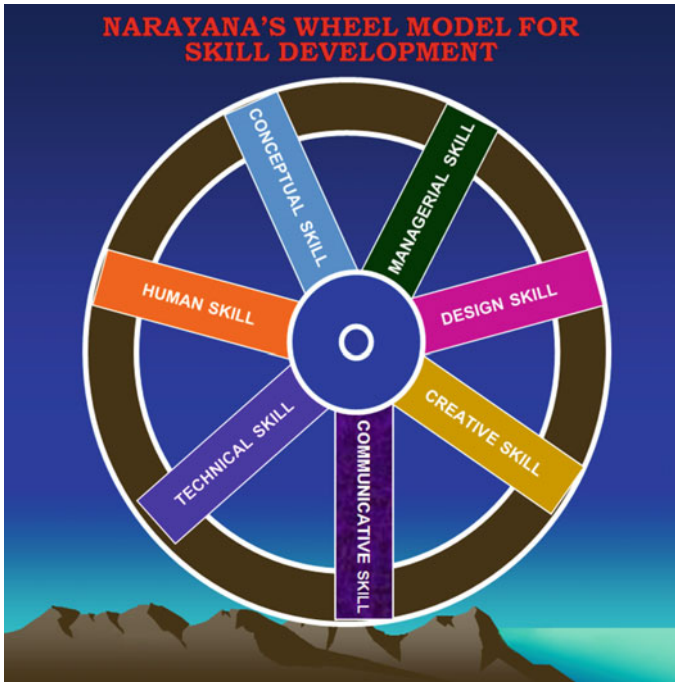 NARAYANA'S WHEEL MODEL FOR
SKILL DEVELOPMENT
CONCEPTUAL SKILL
MANAGERIAL SKILL
HUMAN SKILL
DESIGN SKILL
TECHNICAL SKILL
CREATIVE SKILL
COMMUNICATIVE SKILL